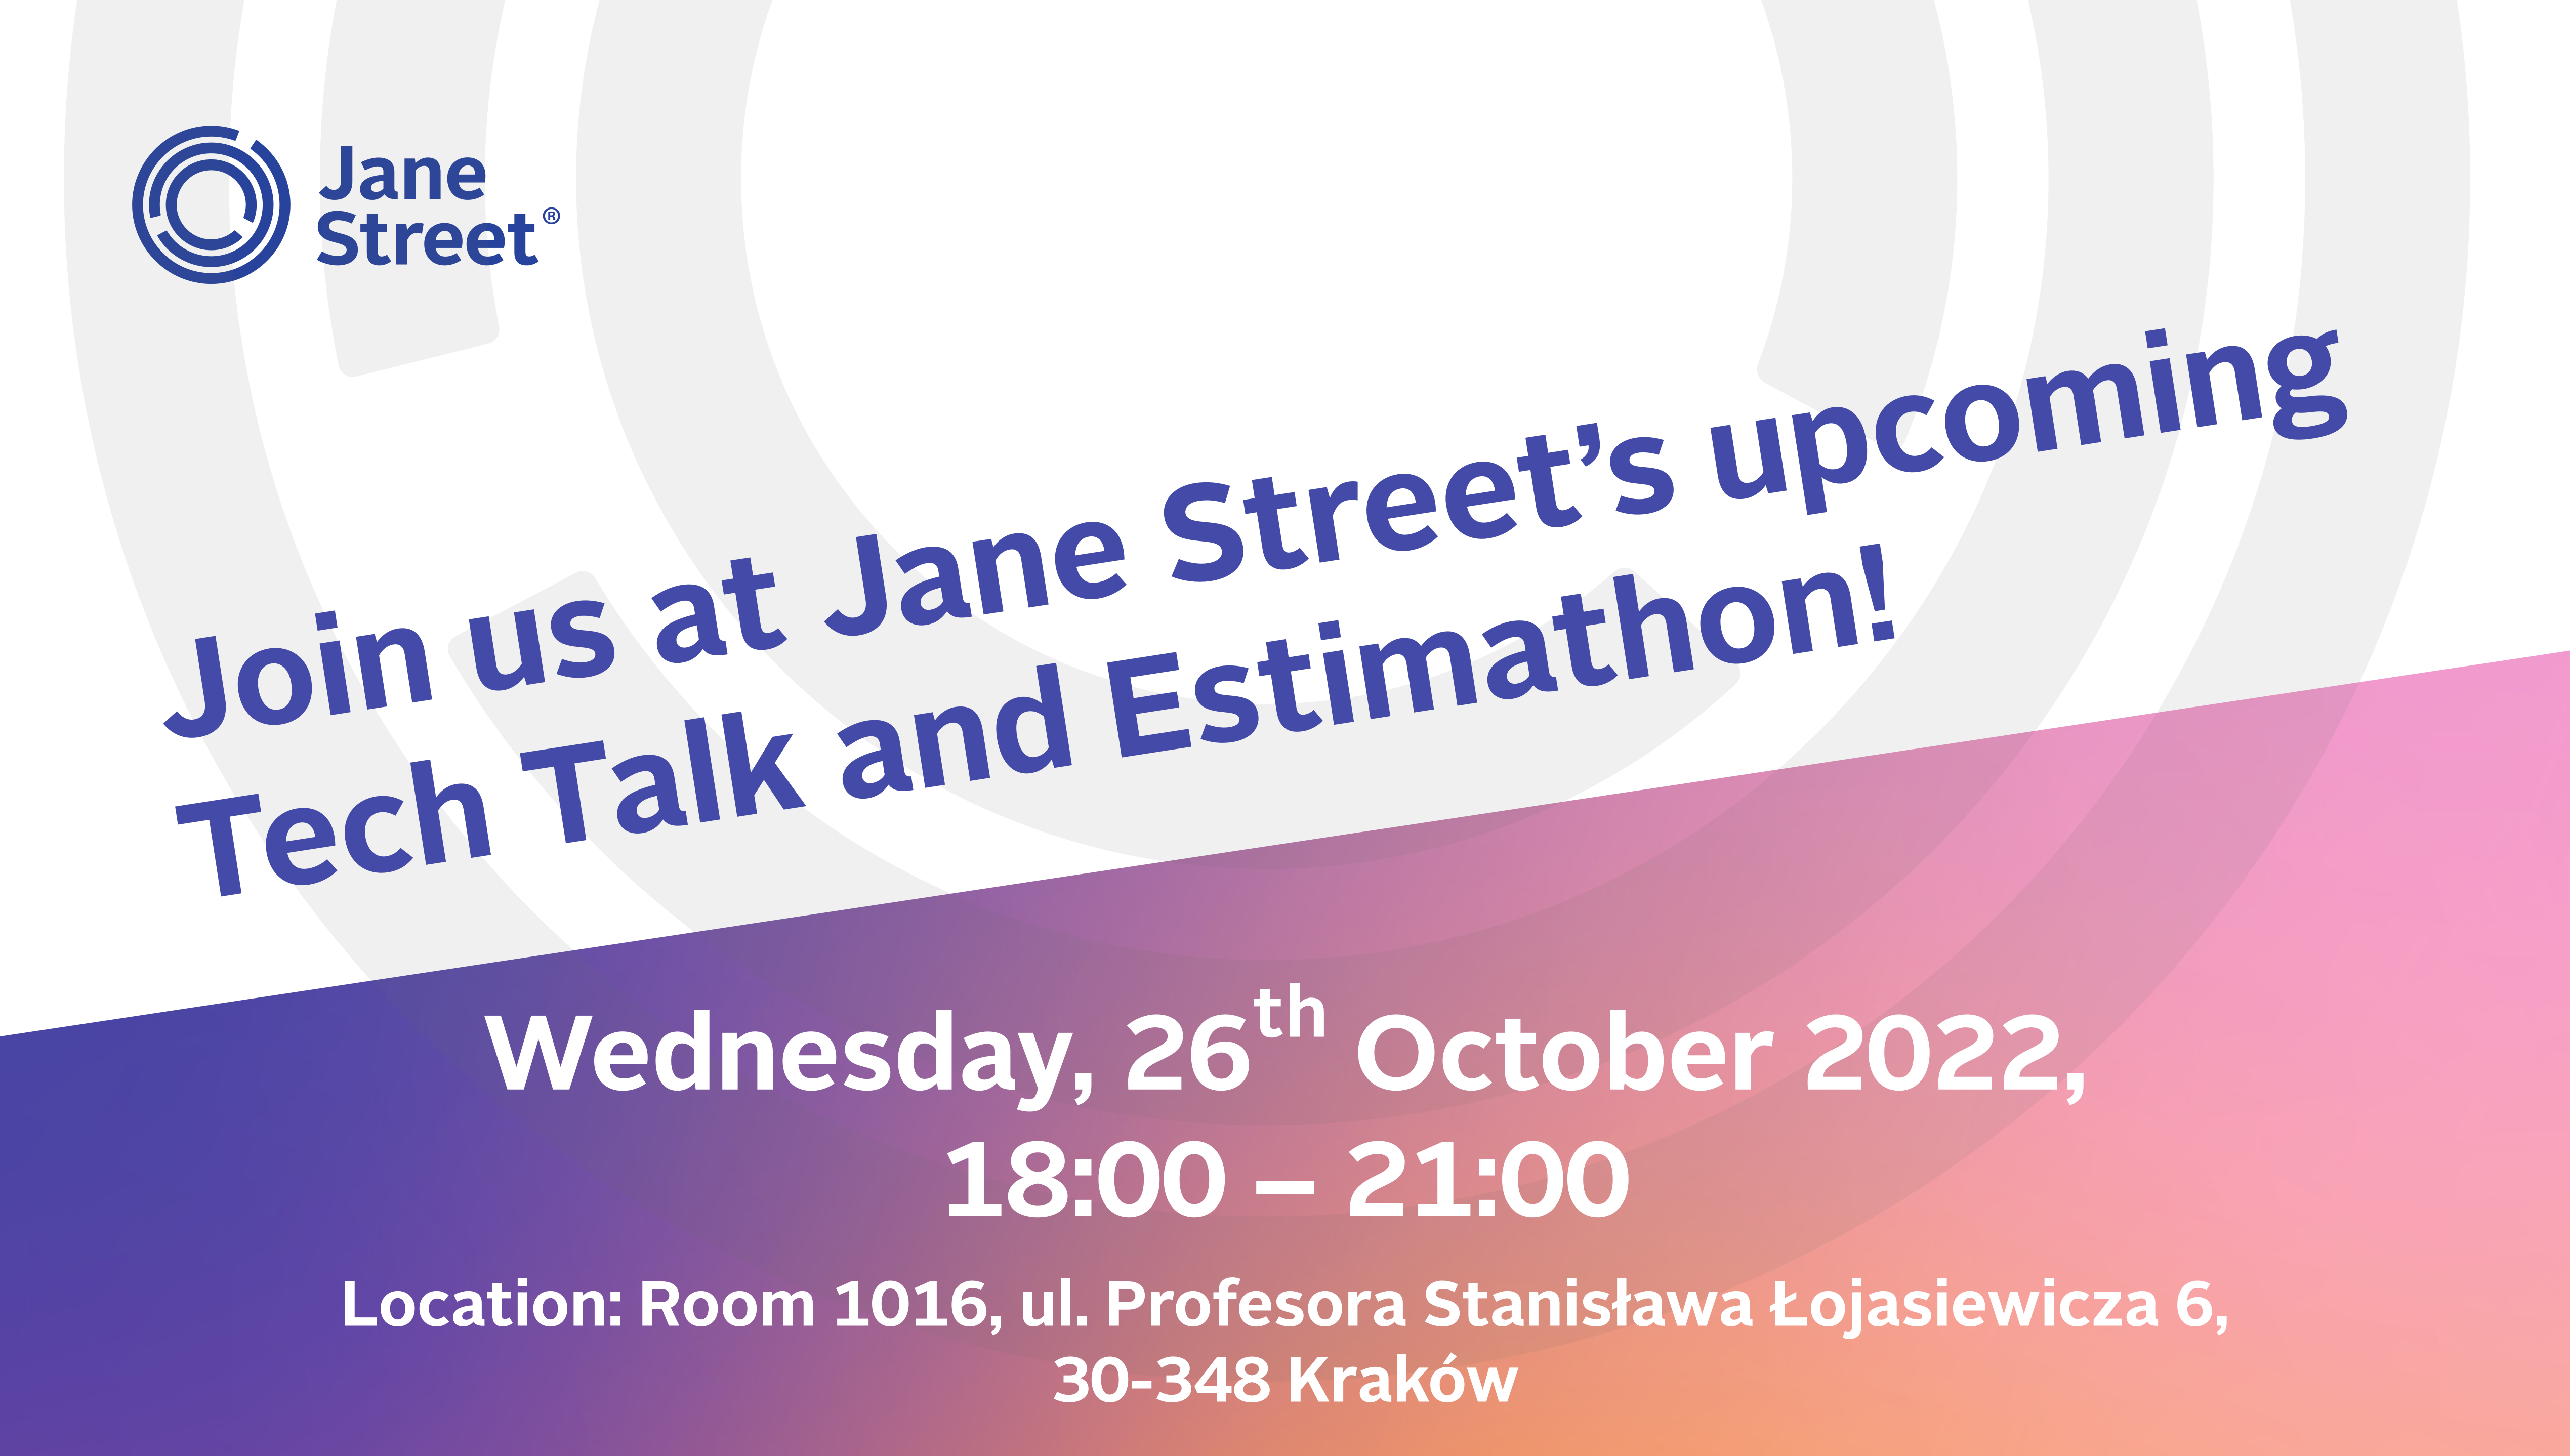 Jane
Street®
Join us at Jane Street’s upcoming
Tech Talk and Estimathon!
Wednesday, 26th October 2022,
18:00 – 21:00
Location: Room 1016, ul. Profesora Stanisława Łojasiewicza 6,
30-348 Kraków